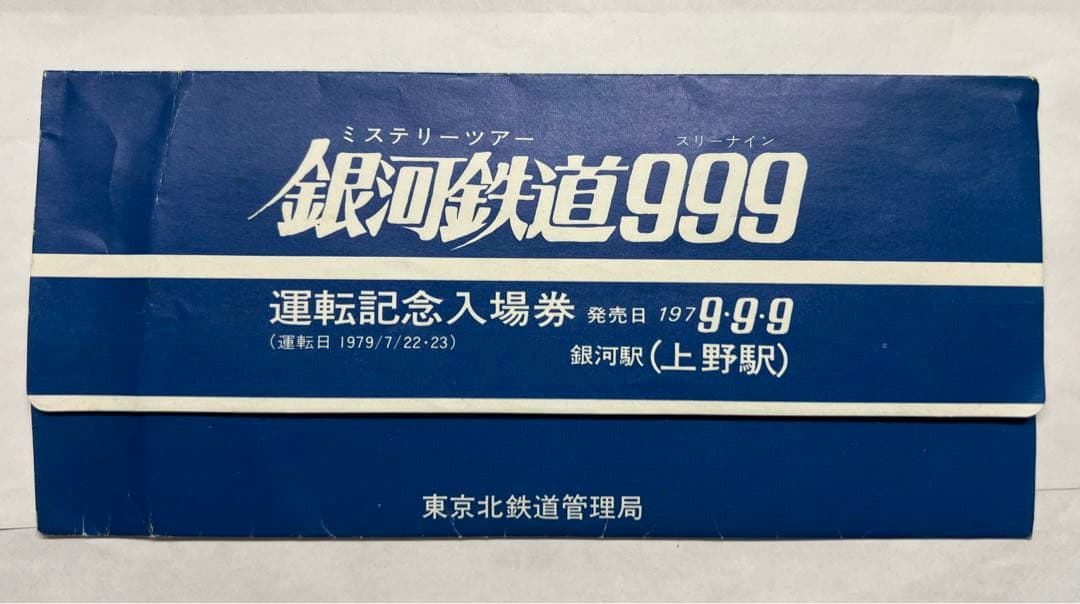 ミステリーツアー スリーナイン
銀河鉄道999
運転記念入場券 発売日 1979・9・9
(運転日 1979/7/22・23)
銀河駅(上野駅)
東京北鉄道管理局